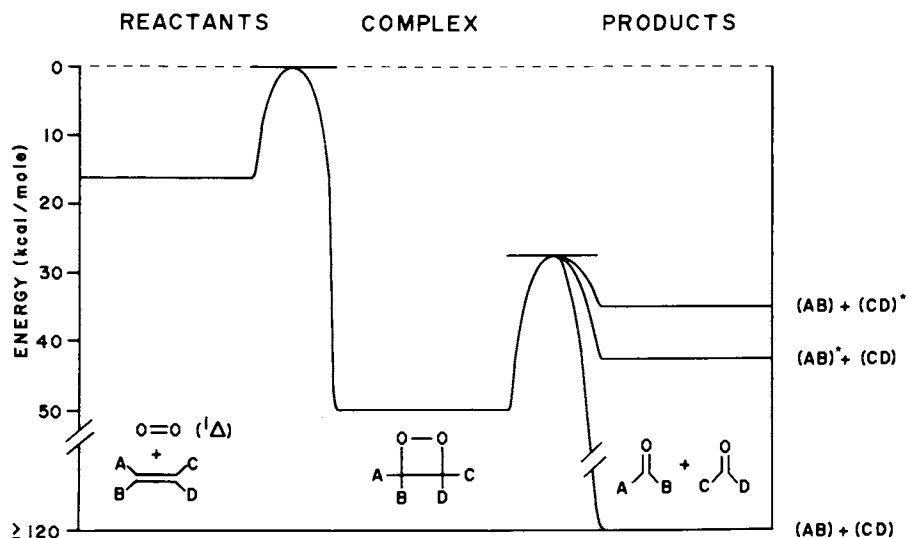 REACTANTS COMPLEX PRODUCTS
ENERGY (kcal/mole)
0
10
20
30
40
50
≥120
(AB) + (CD)*
(AB)* + (CD)
(AB) + (CD)
O=O (¹Δ)
+
A C
B D
O—O
A C
B D
O O
A B + C D